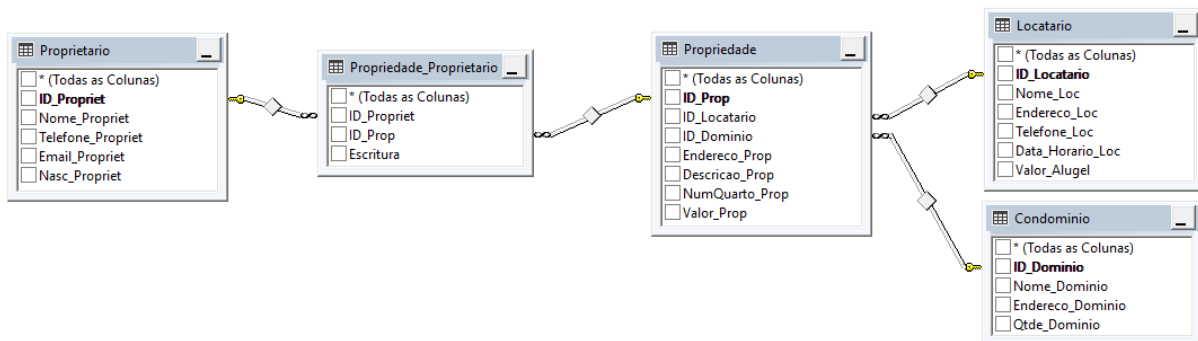 Proprietario
* (Todas as Colunas)
ID_Propriet
Nome_Propriet
Telefone_Propriet
Email_Propriet
Nasc_Propriet
Propriedade_Proprietario
* (Todas as Colunas)
ID_Propriet
ID_Prop
Escritura
Propriedade
* (Todas as Colunas)
ID_Prop
ID_Locatario
ID_Dominio
Endereco_Prop
Descricao_Prop
NumQuarto_Prop
Valor_Prop
Locatario
* (Todas as Colunas)
ID_Locatario
Nome_Loc
Endereco_Loc
Telefone_Loc
Data_Horario_Loc
Valor_Alugel
Condominio
* (Todas as Colunas)
ID_Dominio
Nome_Dominio
Endereco_Dominio
Qtde_Dominio